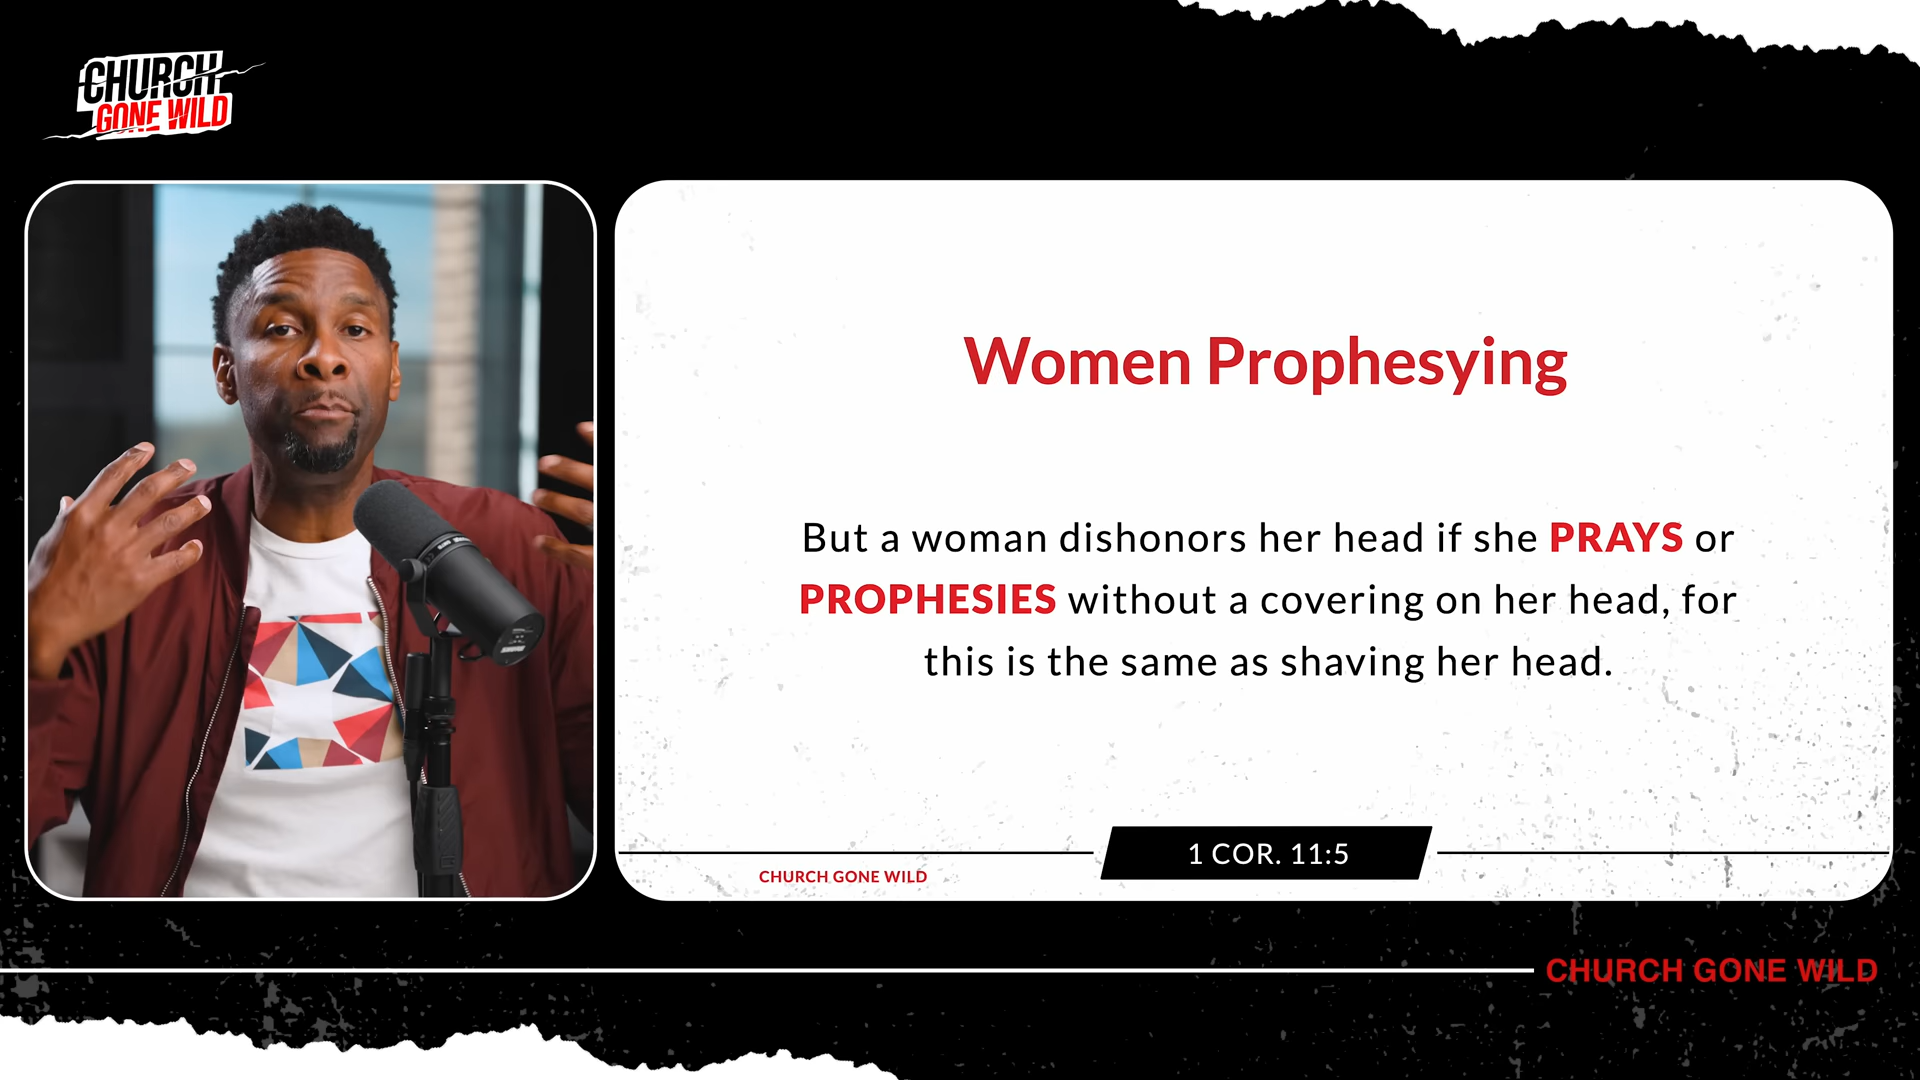 CHURCH
GONE WILD
Women Prophesying
But a woman dishonors her head if she PRAYS or
PROPHESIES without a covering on her head, for
this is the same as shaving her head.
1 COR. 11:5
CHURCH GONE WILD
CHURCH GONE WILD